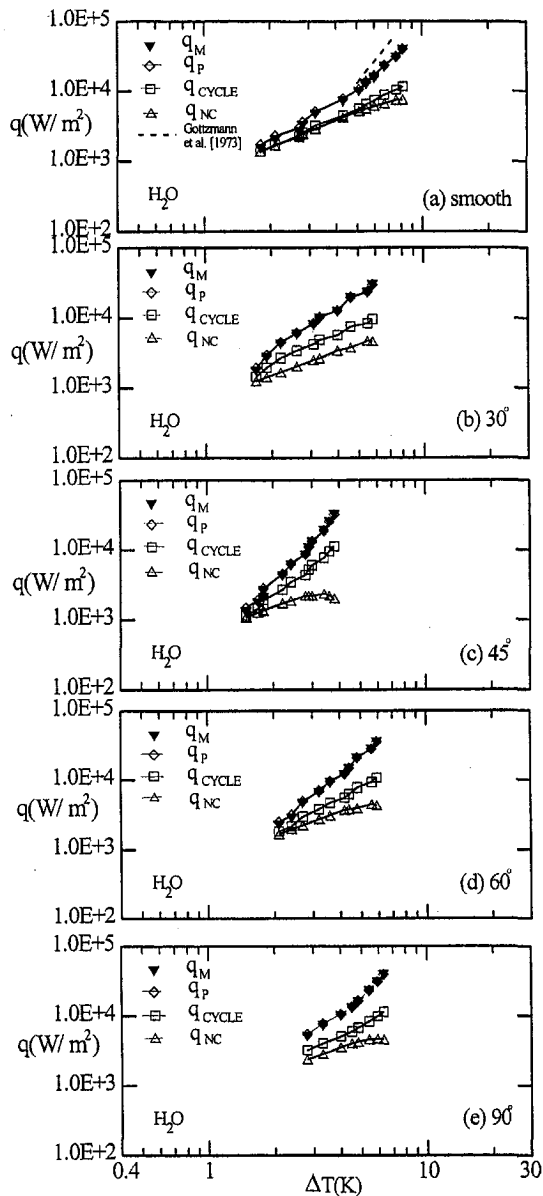 1.0E+5
q_M
q_P
q_CYCLE
q_NC
Gottzmann
et al. [1973]
1.0E+4
q(W/m²)
1.0E+3
1.0E+2
H₂O
(a) smooth
1.0E+5
q_M
q_P
q_CYCLE
q_NC
1.0E+4
q(W/m²)
1.0E+3
1.0E+2
H₂O
(b) 30°
1.0E+5
q_M
q_P
q_CYCLE
q_NC
1.0E+4
q(W/m²)
1.0E+3
1.0E+2
H₂O
(c) 45°
1.0E+5
q_M
q_P
q_CYCLE
q_NC
1.0E+4
q(W/m²)
1.0E+3
1.0E+2
H₂O
(d) 60°
1.0E+5
q_M
q_P
q_CYCLE
q_NC
1.0E+4
q(W/m²)
1.0E+3
1.0E+2
H₂O
(e) 90°
0.4 1 10 30
ΔT(K)